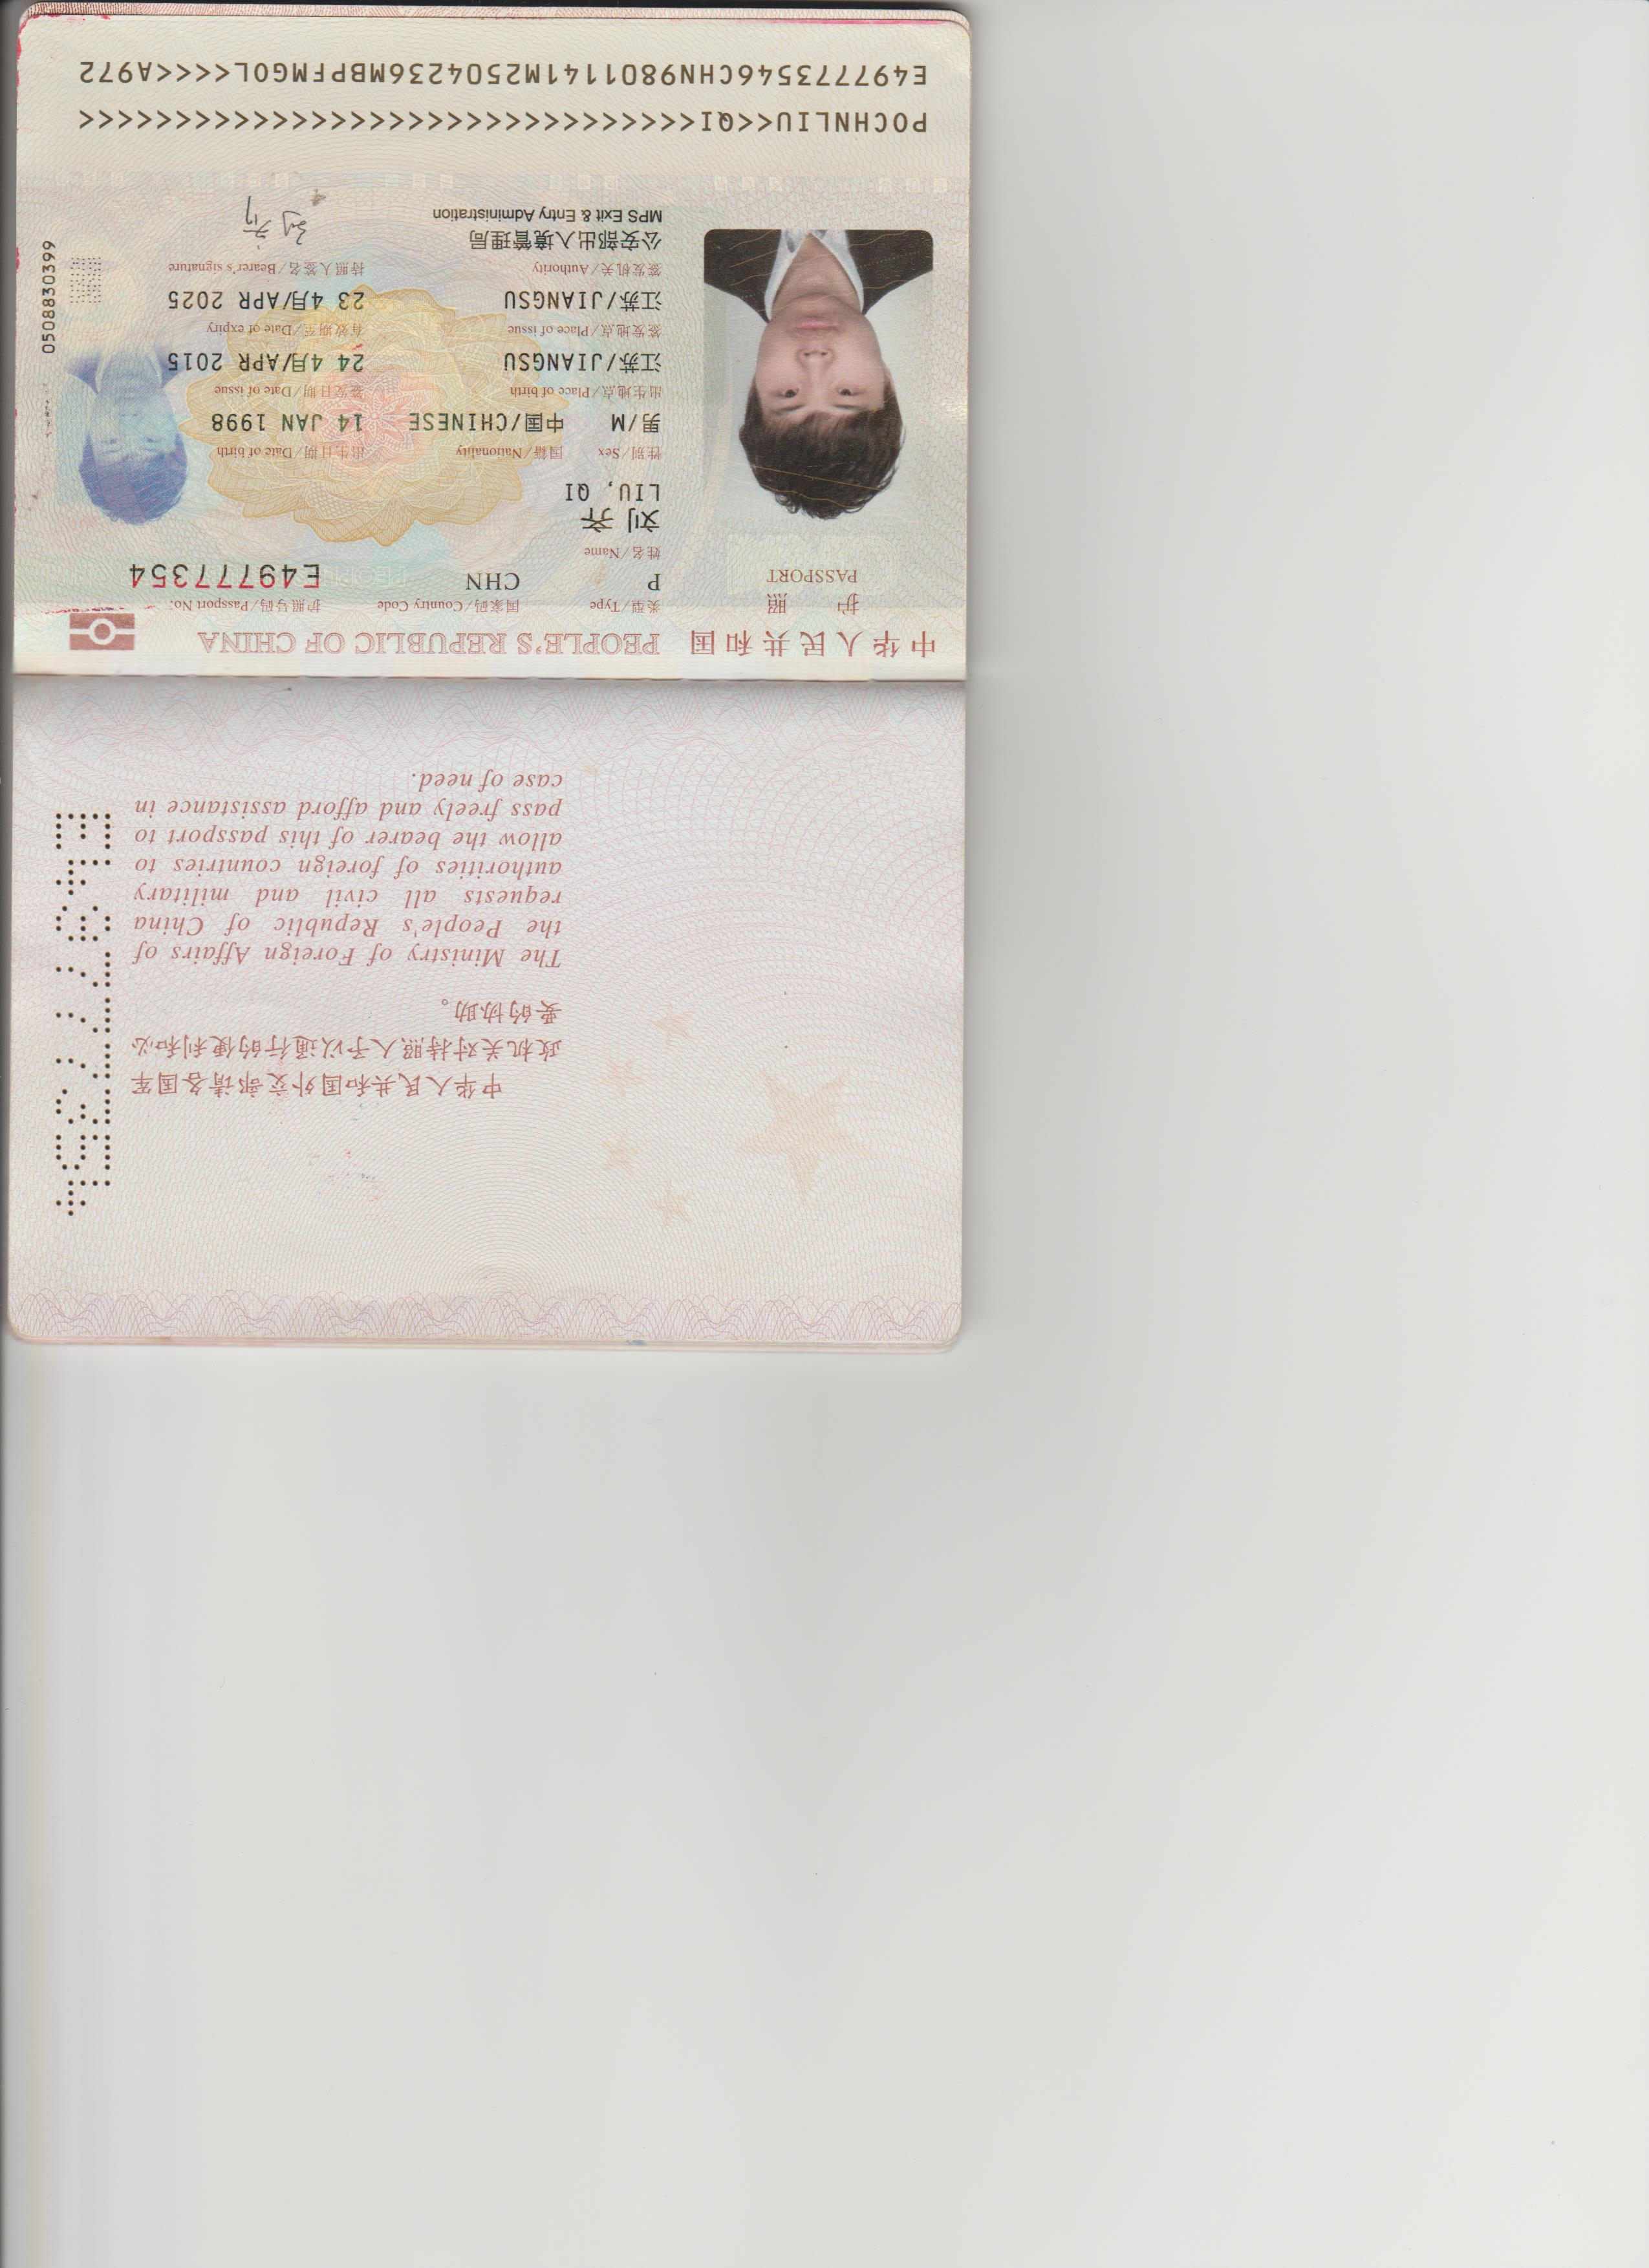 中华人民共和国外交部请各国军
政机关对持照人予以通行的便利和必
要的协助。
The Ministry of Foreign Affairs of
the People's Republic of China
requests all civil and military
authorities of foreign countries to
allow the bearer of this passport to
pass freely and afford assistance in
case of need.
E49777354
中华人民共和国 PEOPLE'S REPUBLIC OF CHINA
护照
PASSPORT
类型/Type 国家码/Country Code 护照号码/Passport No.
P CHN E49777354
姓名/Name
刘齐
LIU, QI
性别/Sex 国籍/Nationality 出生日期/Date of birth
男/M 中国/CHINESE 14 JAN 1998
出生地点/Place of birth 签发日期/Date of issue
江苏/JIANGSU 24 4月/APR 2015
签发地点/Place of issue 有效期至/Date of expiry
江苏/JIANGSU 23 4月/APR 2025
签发机关/Authority 持照人签名/Bearer's signature
公安部出入境管理局 刘齐
MPS Exit & Entry Administration
050830399
POCHNLIU<<QI<<<<<<<<<<<<<<<<<<<<<<<<<<<<<<<<
E497773546CHN9801141M2504236MBPFMGOL<<<<A972